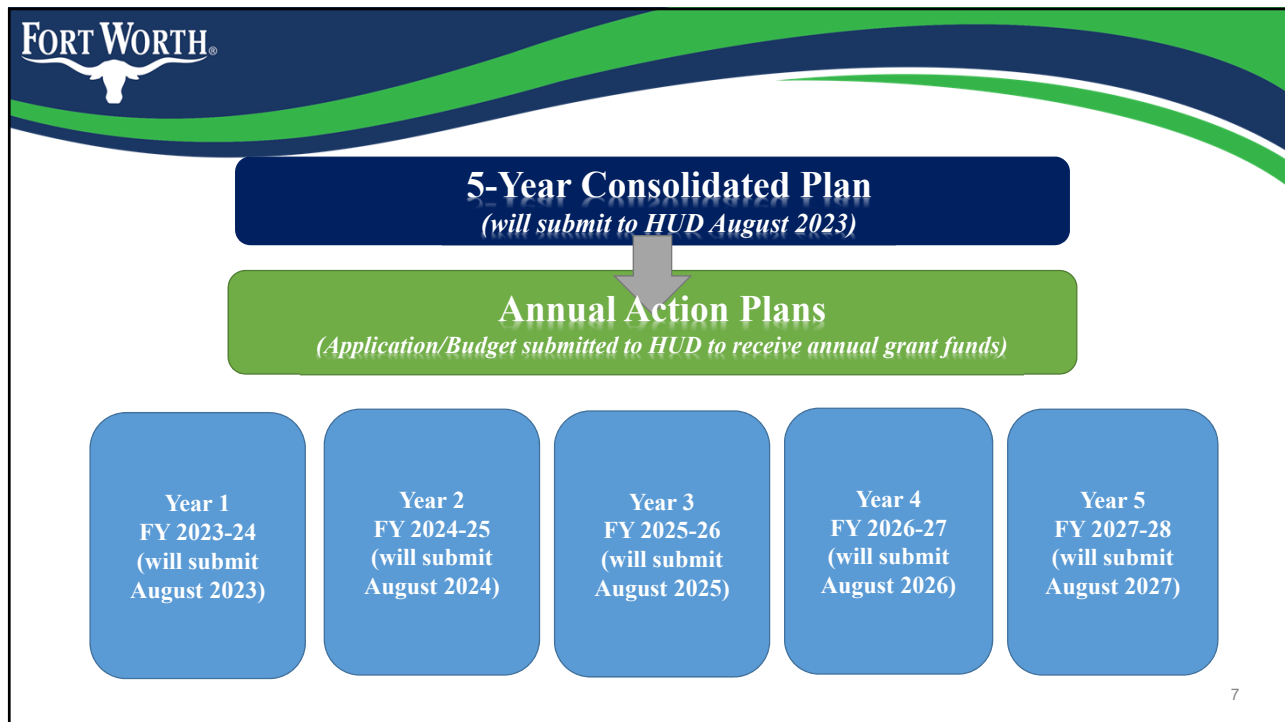 FORT WORTH®
5-Year Consolidated Plan
(will submit to HUD August 2023)
Annual Action Plans
(Application/Budget submitted to HUD to receive annual grant funds)
Year 1
FY 2023-24
(will submit
August 2023)
Year 2
FY 2024-25
(will submit
August 2024)
Year 3
FY 2025-26
(will submit
August 2025)
Year 4
FY 2026-27
(will submit
August 2026)
Year 5
FY 2027-28
(will submit
August 2027)
7